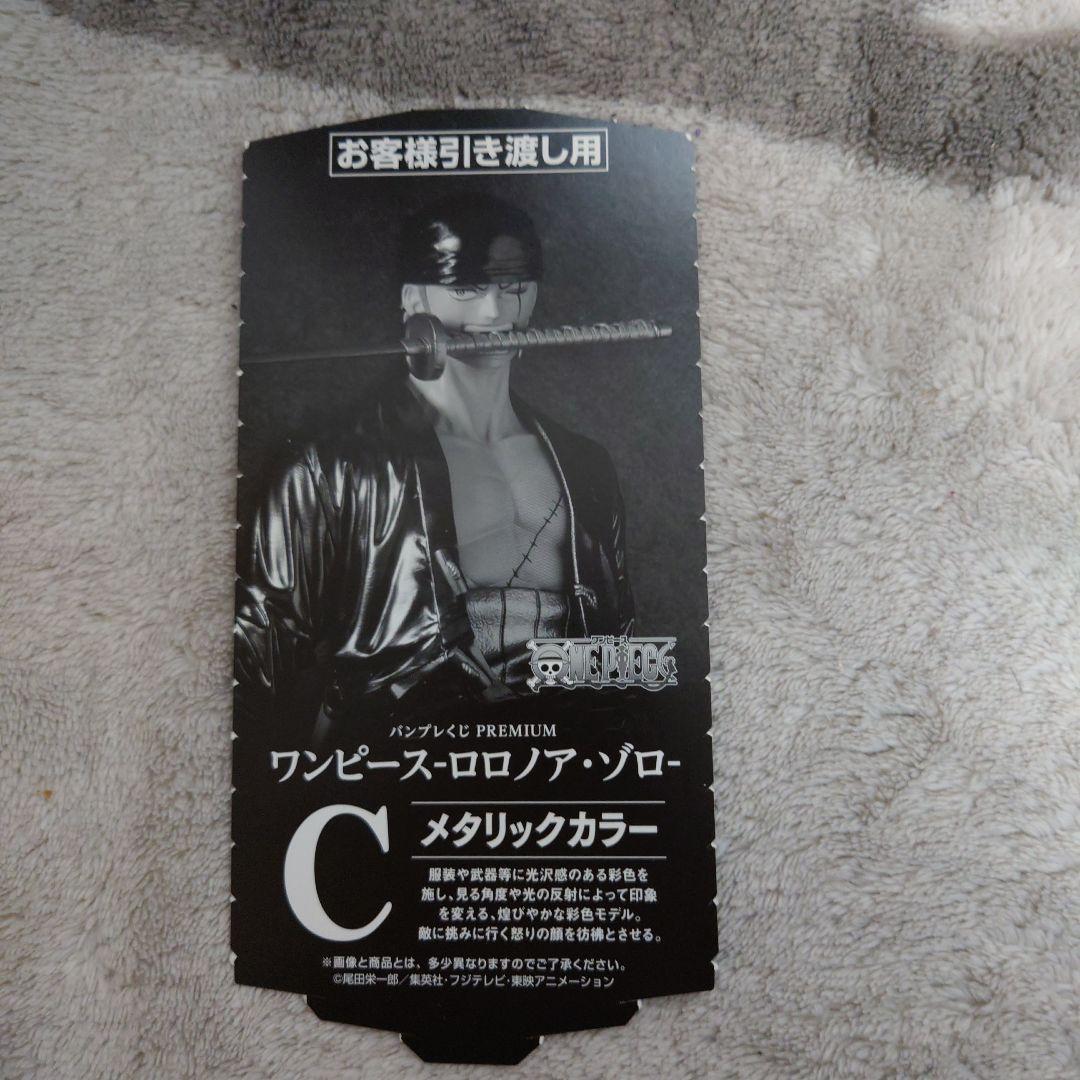 お客様引き渡し用
ワンピース
ONE PIECE
バンプレくじ PREMIUM
ワンピース-ロロノア・ゾロ-
C
メタリックカラー
服装や武器等に光沢感のある彩色を
施し、見る角度や光の反射によって印象
を変える、煌びやかな彩色モデル。
敵に挑みに行く怒りの顔を彷彿とさせる。
※画像と商品とは、多少異なりますのでご了承ください。
©尾田栄一郎／集英社・フジテレビ・東映アニメーション